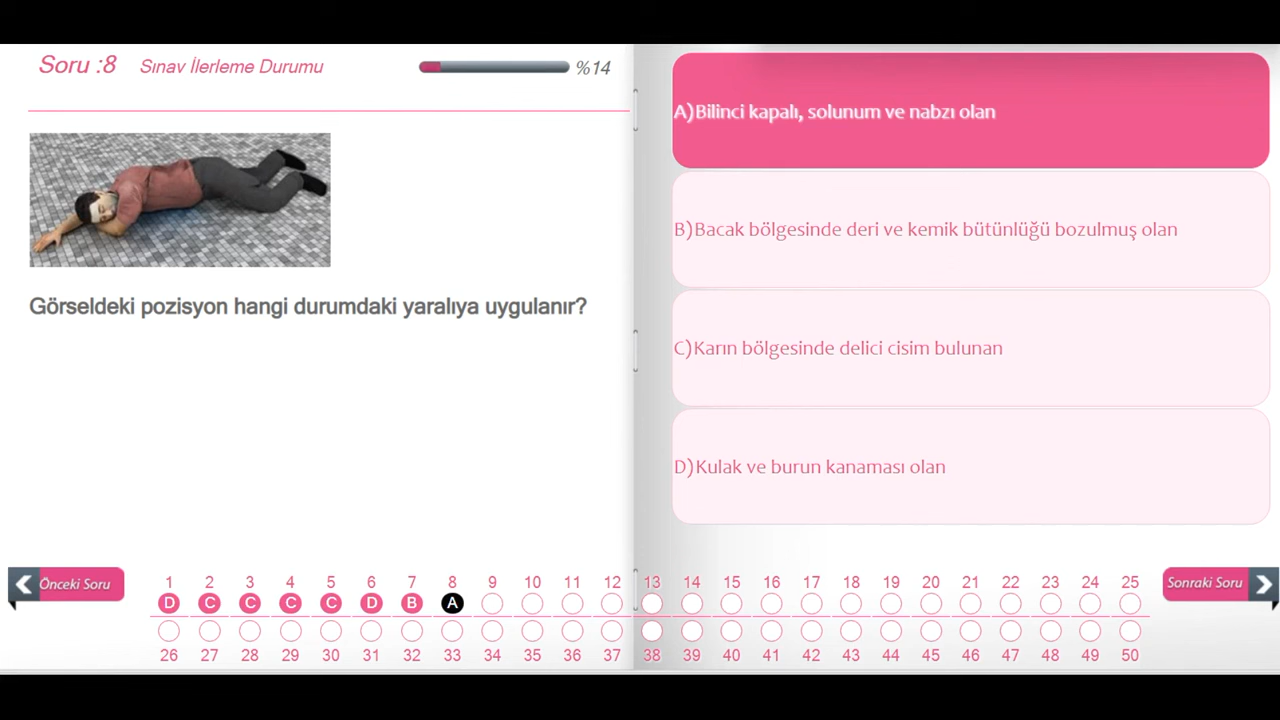 Soru :8 Sınav İlerleme Durumu %14
Görseldeki pozisyon hangi durumdaki yaralıya uygulanır?
A)Bilinci kapalı, solunum ve nabzı olan
B)Bacak bölgesinde deri ve kemik bütünlüğü bozulmuş olan
C)Karın bölgesinde delici cisim bulunan
D)Kulak ve burun kanaması olan
Önceki Soru
1 2 3 4 5 6 7 8 9 10 11 12 13 14 15 16 17 18 19 20 21 22 23 24 25
D C C C C D B A
26 27 28 29 30 31 32 33 34 35 36 37 38 39 40 41 42 43 44 45 46 47 48 49 50
Sonraki Soru